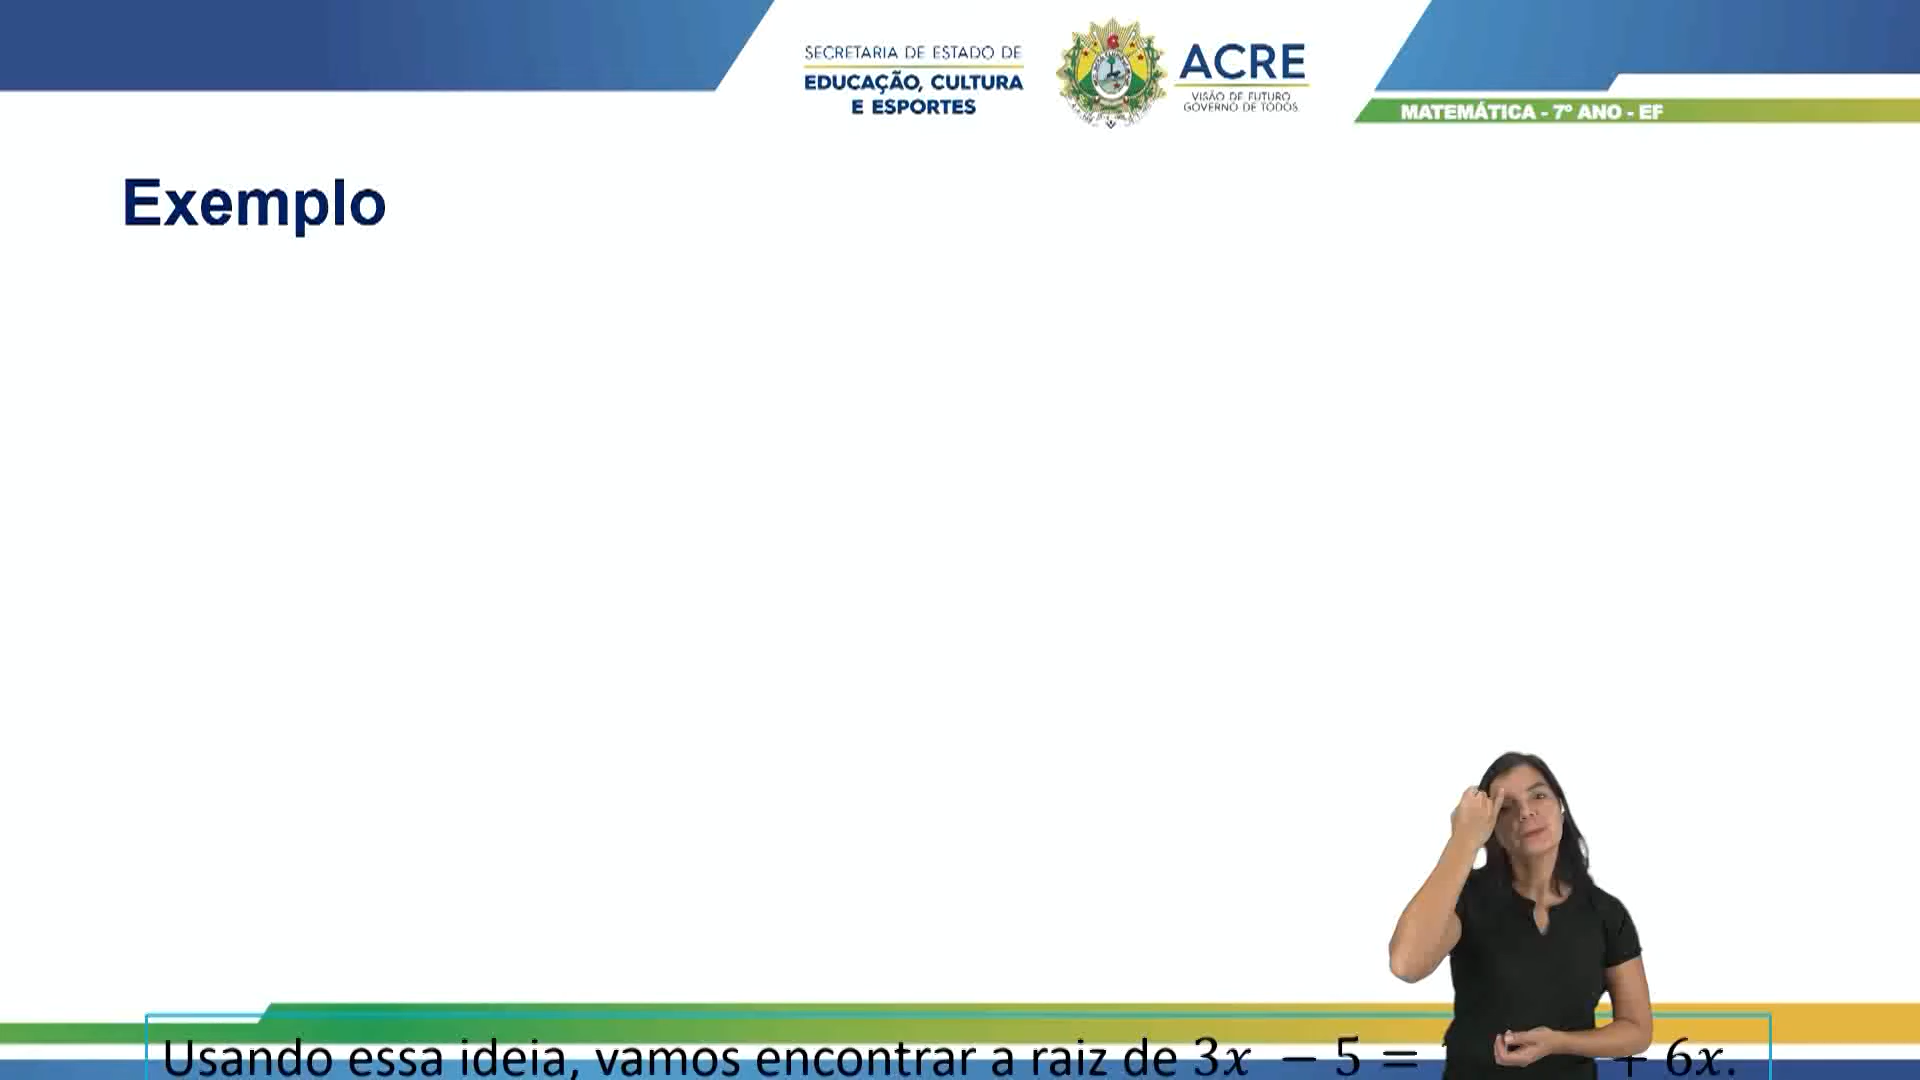 SECRETARIA DE ESTADO DE
EDUCAÇÃO, CULTURA
E ESPORTES
ACRE
VISÃO DE FUTURO
GOVERNO DE TODOS
MATEMÁTICA - 7º ANO - EF
Exemplo
Usando essa ideia, vamos encontrar a raiz de 3x − 5 = + 6x.